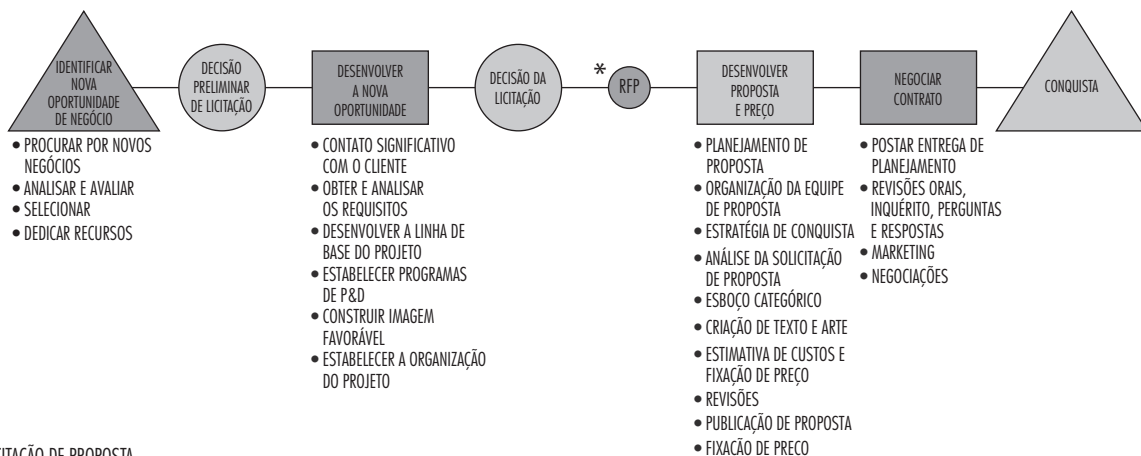 IDENTIFICAR
NOVA
OPORTUNIDADE
DE NEGÓCIO
DECISÃO
PRELIMINAR
DE LICITAÇÃO
DESENVOLVER
A NOVA
OPORTUNIDADE
DECISÃO DA
LICITAÇÃO
*
RFP
DESENVOLVER
PROPOSTA
E PREÇO
NEGOCIAR
CONTRATO
CONQUISTA
• PROCURAR POR NOVOS
NEGÓCIOS
• ANALISAR E AVALIAR
• SELECIONAR
• DEDICAR RECURSOS
• CONTATO SIGNIFICATIVO
COM O CLIENTE
• OBTER E ANALISAR
OS REQUISITOS
• DESENVOLVER A LINHA DE
BASE DO PROJETO
• ESTABELECER PROGRAMAS
DE P&D
• CONSTRUIR IMAGEM
FAVORÁVEL
• ESTABELECER A ORGANIZAÇÃO
DO PROJETO
• PLANEJAMENTO DE
PROPOSTA
• ORGANIZAÇÃO DA EQUIPE
DE PROPOSTA
• ESTRATÉGIA DE CONQUISTA
• ANÁLISE DA SOLICITAÇÃO
DE PROPOSTA
• ESBOÇO CATEGÓRICO
• CRIAÇÃO DE TEXTO E ARTE
• ESTIMATIVA DE CUSTOS E
FIXAÇÃO DE PREÇO
• REVISÕES
• PUBLICAÇÃO DE PROPOSTA
• FIXAÇÃO DE PREÇO
• POSTAR ENTREGA DE
PLANEJAMENTO
• REVISÕES ORAIS,
INQUÉRITO, PERGUNTAS
E RESPOSTAS
• MARKETING
• NEGOCIAÇÕES